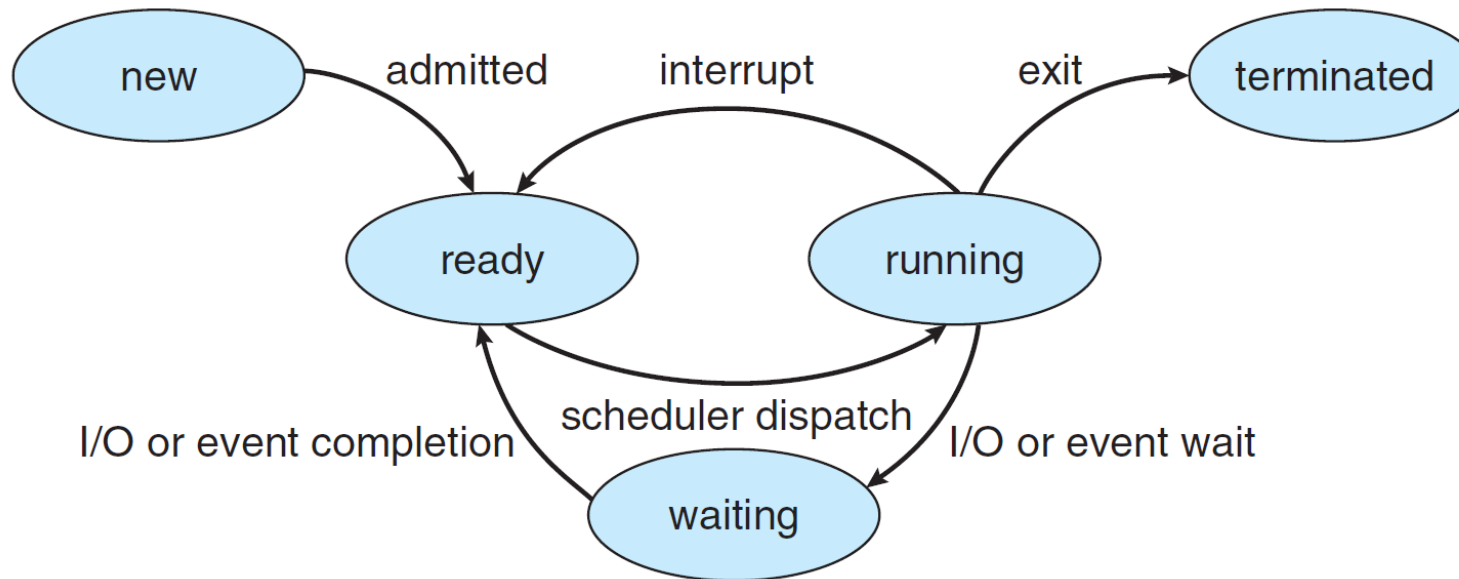 new
admitted
interrupt
exit
terminated
ready
running
scheduler dispatch
I/O or event completion
I/O or event wait
waiting